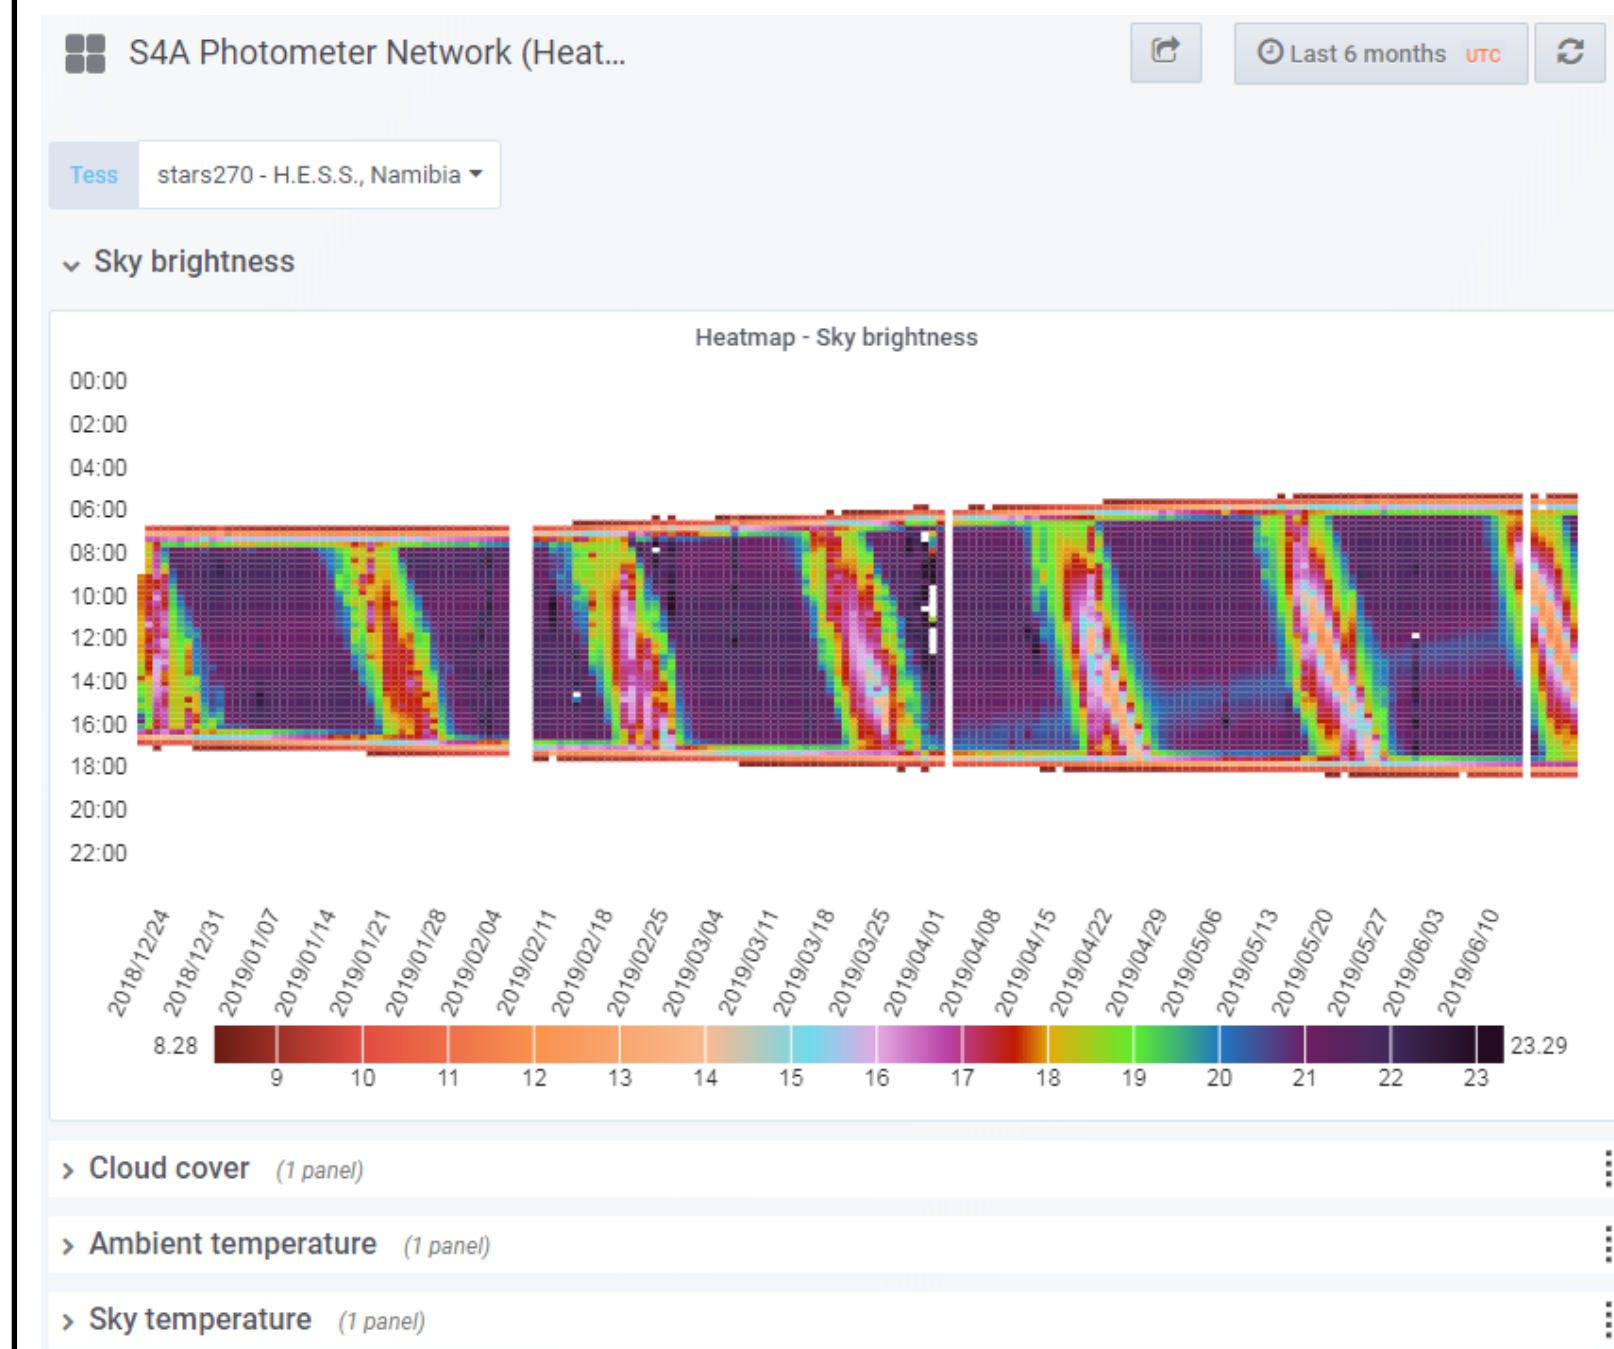 S4A Photometer Network (Heat...
Last 6 months UTC
Tess stars270 - H.E.S.S., Namibia
Sky brightness
Heatmap - Sky brightness
00:00
02:00
04:00
06:00
08:00
10:00
12:00
14:00
16:00
18:00
20:00
22:00
2018/12/24 2018/12/31 2019/01/07 2019/01/14 2019/01/21 2019/01/28 2019/02/04 2019/02/11 2019/02/18 2019/02/25 2019/03/04 2019/03/11 2019/03/18 2019/03/25 2019/04/01 2019/04/08 2019/04/15 2019/04/22 2019/04/29 2019/05/06 2019/05/13 2019/05/20 2019/05/27 2019/06/03 2019/06/10
8.28 23.29
9 10 11 12 13 14 15 16 17 18 19 20 21 22 23
Cloud cover (1 panel)
Ambient temperature (1 panel)
Sky temperature (1 panel)